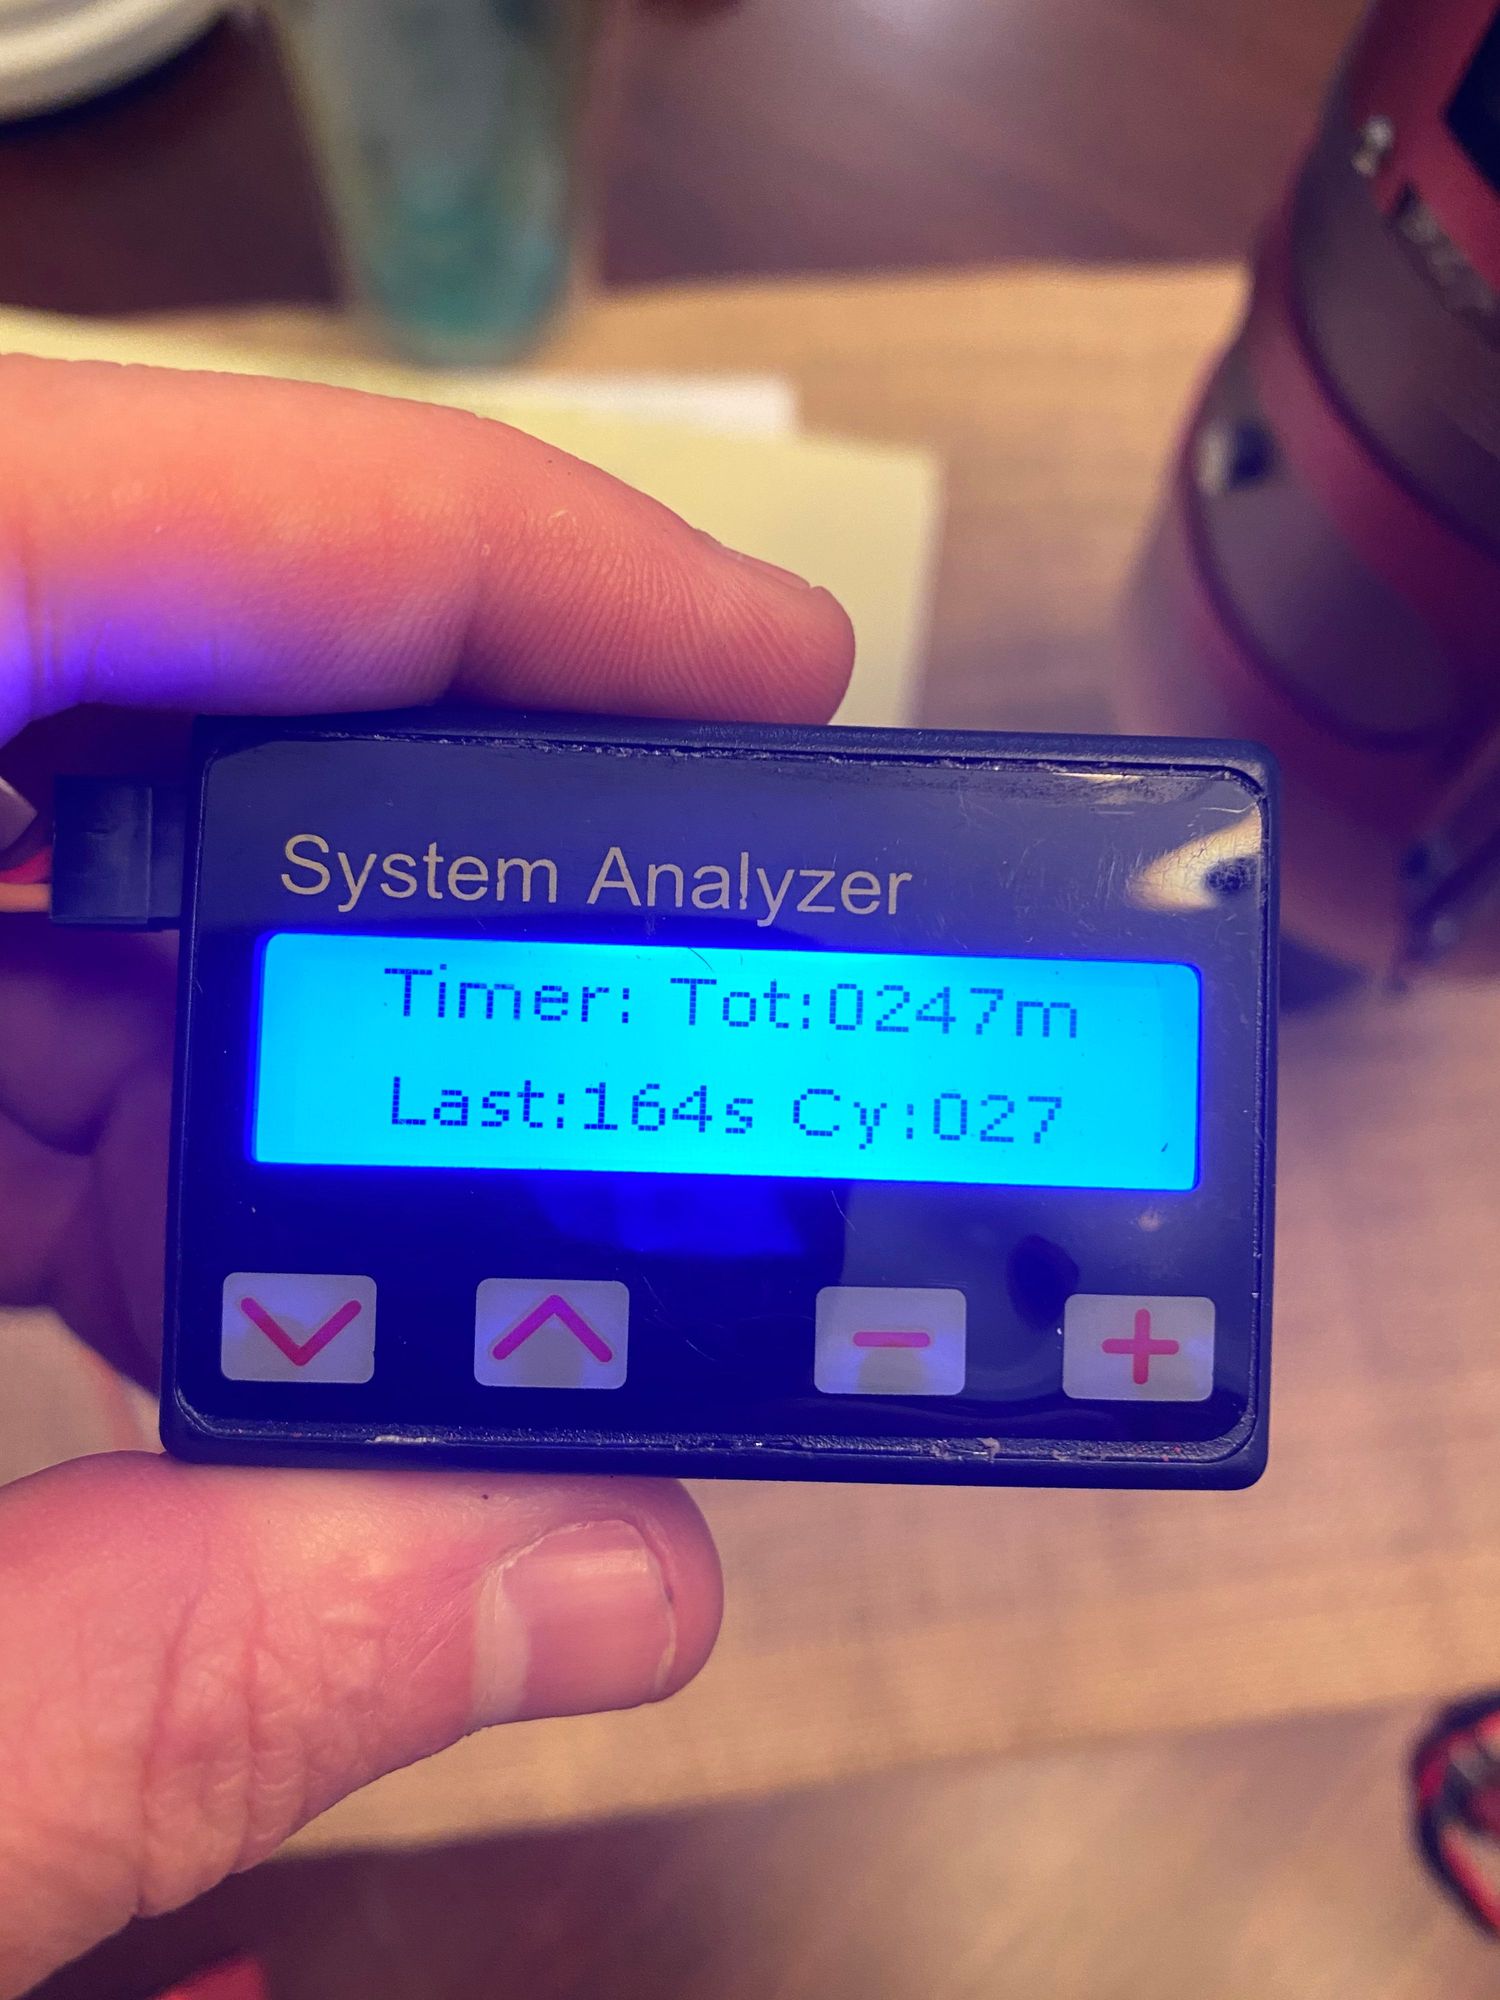 System Analyzer
Timer: Tot:0247m
Last:164s Cy:027